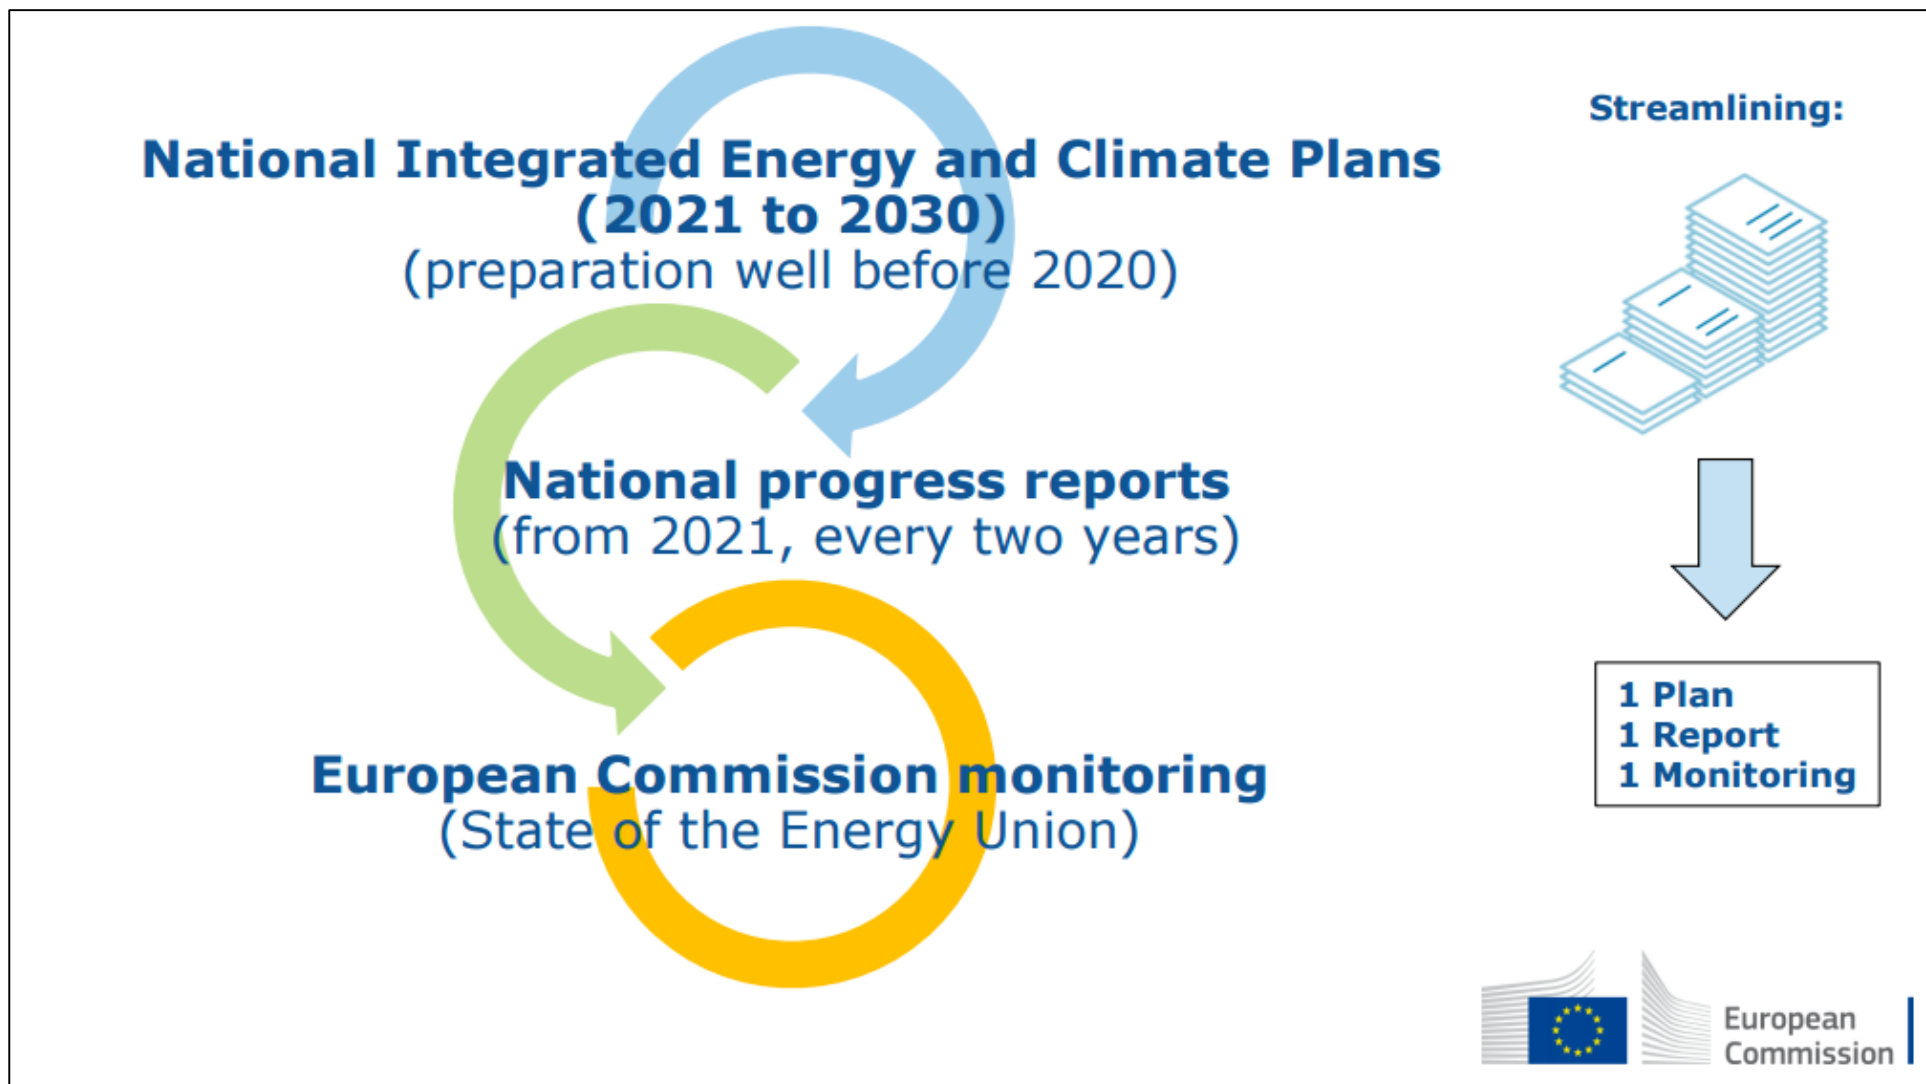 National Integrated Energy and Climate Plans
(2021 to 2030)
(preparation well before 2020)
National progress reports
(from 2021, every two years)
European Commission monitoring
(State of the Energy Union)
Streamlining:
1 Plan
1 Report
1 Monitoring
European
Commission